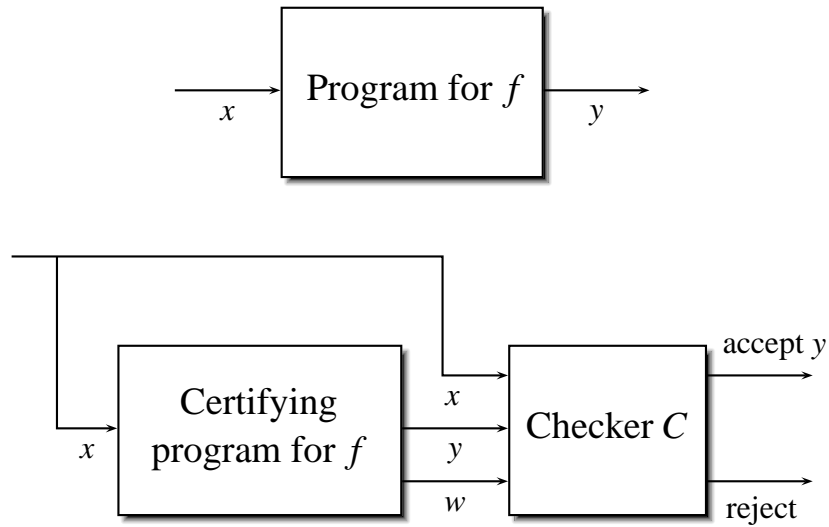 Program for f
x
y
Certifying
program for f
x
y
w
x
Checker C
accept y
reject